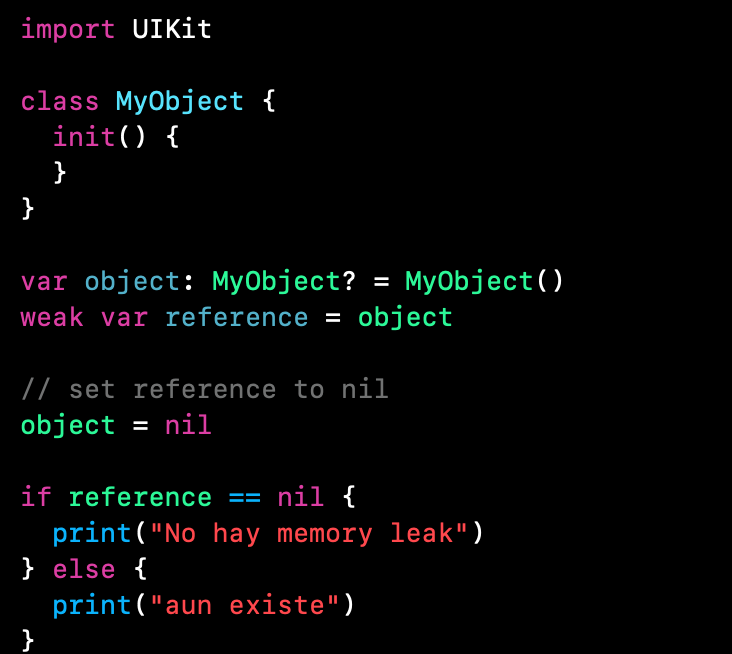 import UIKit
class MyObject {
  init() {
  }
}
var object: MyObject? = MyObject()
weak var reference = object
// set reference to nil
object = nil
if reference == nil {
  print("No hay memory leak")
} else {
  print("aun existe")
}